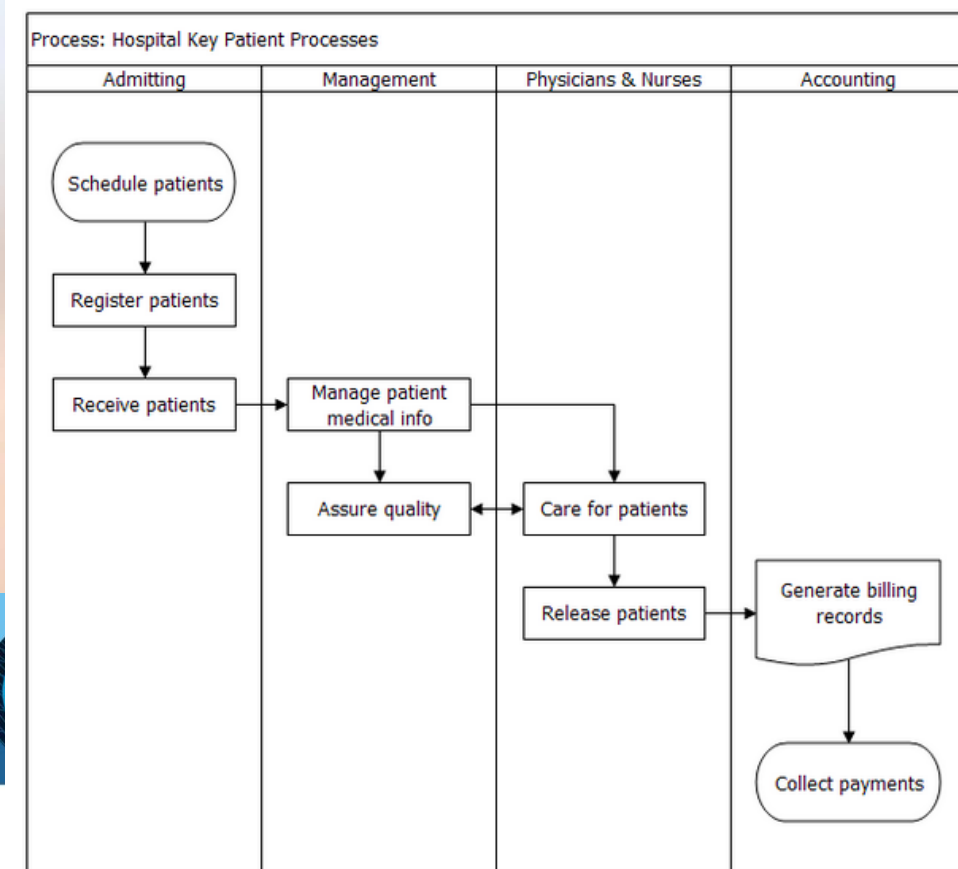 Process: Hospital Key Patient Processes
Admitting
Management
Physicians & Nurses
Accounting
Schedule patients
Register patients
Receive patients
Manage patient
medical info
Assure quality
Care for patients
Release patients
Generate billing
records
Collect payments